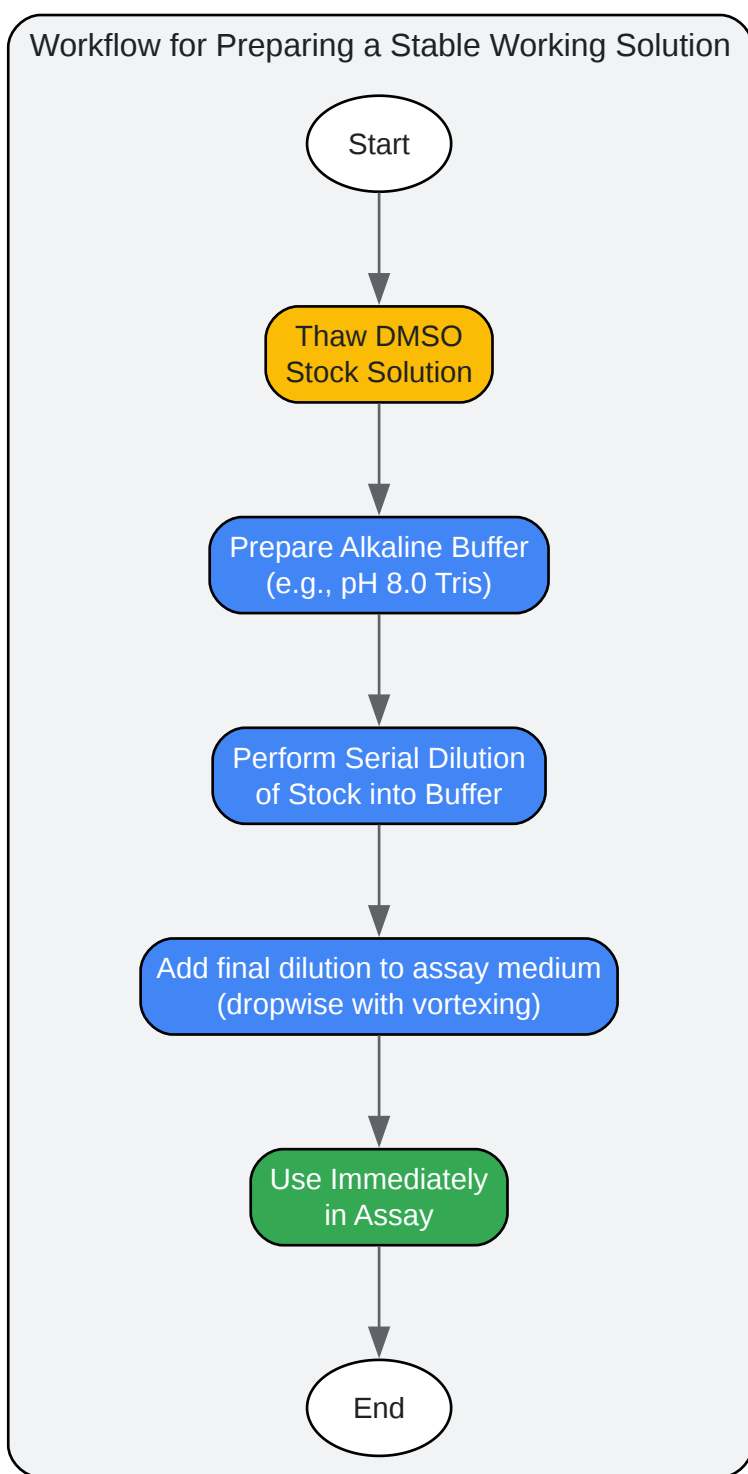 Workflow for Preparing a Stable Working Solution
Start
Thaw DMSO
Stock Solution
Prepare Alkaline Buffer
(e.g., pH 8.0 Tris)
Perform Serial Dilution
of Stock into Buffer
Add final dilution to assay medium
(dropwise with vortexing)
Use Immediately
in Assay
End